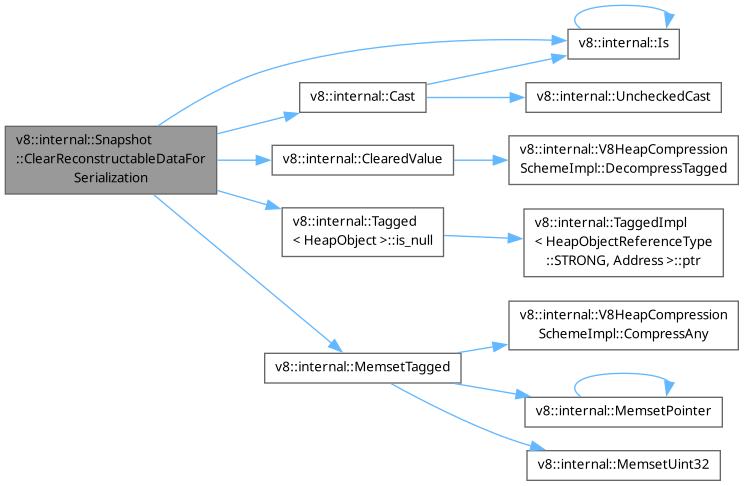 v8::internal::Is
v8::internal::Cast
v8::internal::UncheckedCast
v8::internal::Snapshot
::ClearReconstructableDataFor
Serialization
v8::internal::ClearedValue
v8::internal::V8HeapCompression
SchemeImpl::DecompressTagged
v8::internal::Tagged
< HeapObject >::is_null
v8::internal::TaggedImpl
< HeapObjectReferenceType
::STRONG, Address >::ptr
v8::internal::V8HeapCompression
SchemeImpl::CompressAny
v8::internal::MemsetTagged
v8::internal::MemsetPointer
v8::internal::MemsetUint32